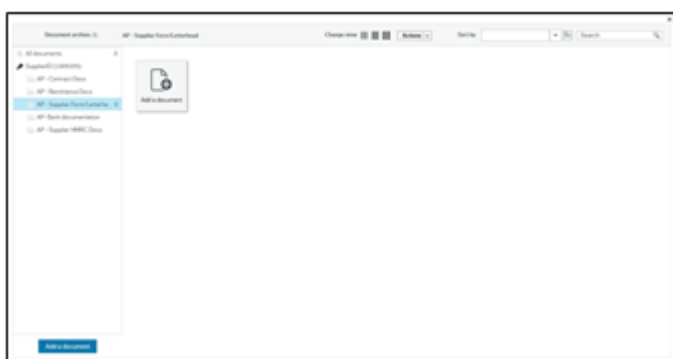 Document archive
AP - Supplier Form/Letterhead
Change view
Actions
Sort by
Search
All documents
SupplierID
AP - Contract Docs
AP - Remittance Docs
AP - Supplier Form/Letterhe...
AP - Bank documentation
AP - Supplier HMRC Docs
Add a document
Add a document